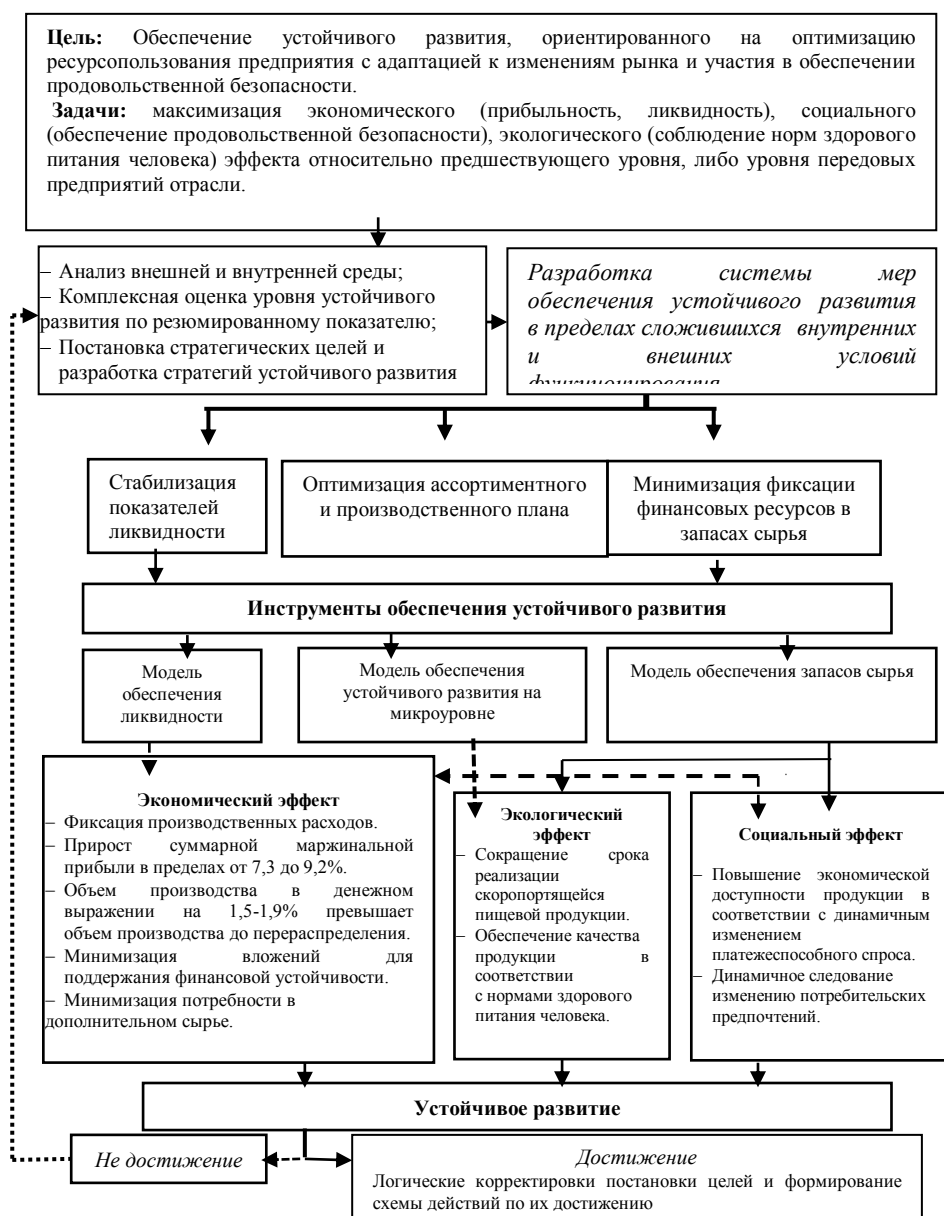 Цель: Обеспечение устойчивого развития, ориентированного на оптимизацию
ресурсопользования предприятия с адаптацией к изменениям рынка и участия в обеспечении
продовольственной безопасности.
Задачи: максимизация экономического (прибыльность, ликвидность), социального
(обеспечение продовольственной безопасности), экологического (соблюдение норм здорового
питания человека) эффекта относительно предшествующего уровня, либо уровня передовых
предприятий отрасли.
– Анализ внешней и внутренней среды;
– Комплексная оценка уровня устойчивого
развития по резюмированному показателю;
– Постановка стратегических целей и
разработка стратегий устойчивого развития
Разработка системы мер
обеспечения устойчивого развития
в пределах сложившихся внутренних
и внешних условий
функционирования
Стабилизация
показателей
ликвидности
Оптимизация ассортиментного
и производственного плана
Минимизация фиксации
финансовых ресурсов в
запасах сырья
Инструменты обеспечения устойчивого развития
Модель
обеспечения
ликвидности
Модель обеспечения
устойчивого развития на
микроуровне
Модель обеспечения запасов сырья
Экономический эффект
– Фиксация производственных расходов.
– Прирост суммарной маржинальной
прибыли в пределах от 7,3 до 9,2%.
– Объем производства в денежном
выражении на 1,5-1,9% превышает
объем производства до перераспределения.
– Минимизация вложений для
поддержания финансовой устойчивости.
– Минимизация потребности в
дополнительном сырье.
Экологический
эффект
– Сокращение срока
реализации
скоропортящейся
пищевой продукции.
– Обеспечение качества
продукции в
соответствии
с нормами здорового
питания человека.
Социальный эффект
– Повышение экономической
доступности продукции в
соответствии с динамичным
изменением
платежеспособного спроса.
– Динамичное следование
изменению потребительских
предпочтений.
Устойчивое развитие
Не достижение
Достижение
Логические корректировки постановки целей и формирование
схемы действий по их достижению